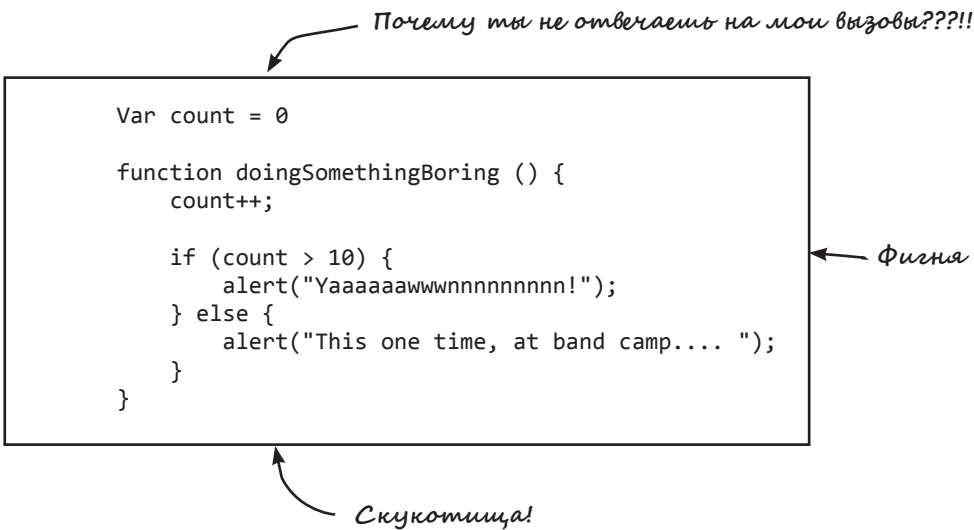 Почему ты не отвечаешь на мои вызовы???!!
Var count = 0
function doingSomethingBoring () {
count++;
if (count > 10) {
alert("Yaaaaaawwwnnnnnnnnn!");
} else {
alert("This one time, at band camp.... ");
}
}
Фигня
Скукотища!